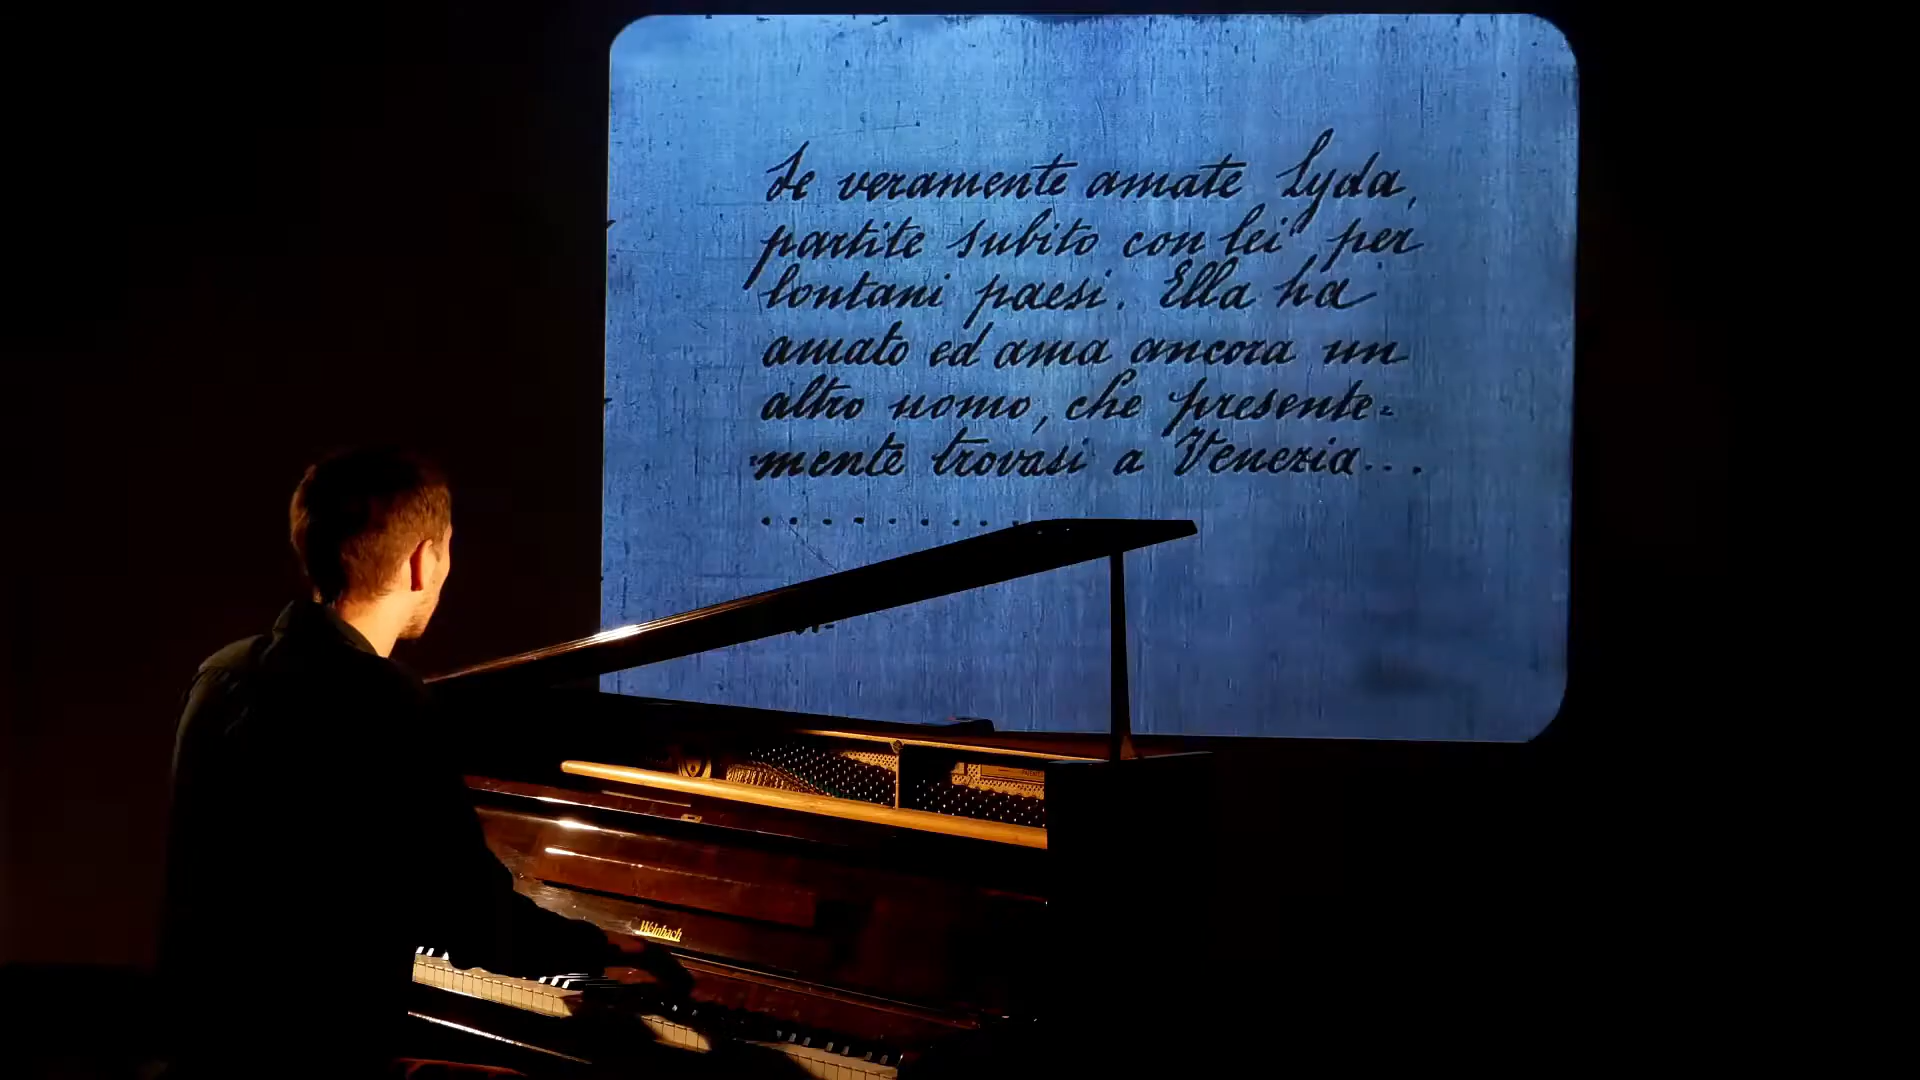 Se veramente amate Lyda,
partite subito con lei per
lontani paesi. Ella ha
amato ed ama ancora un
altro uomo, che presente=
=mente trovasi a Venezia...
.........
Weinbach